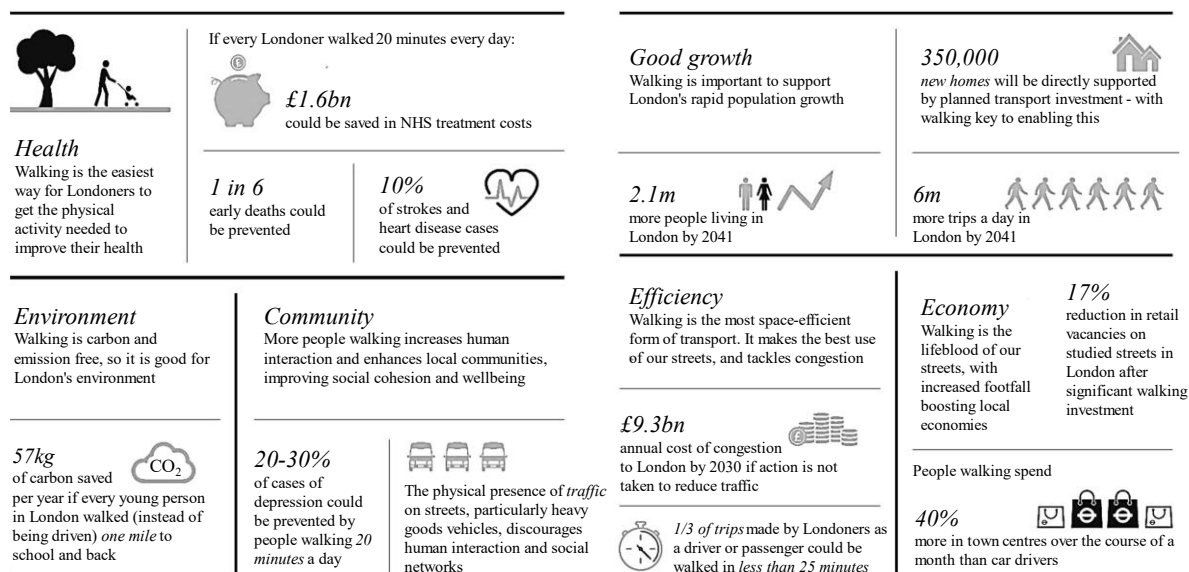 Health
Walking is the easiest
way for Londoners to
get the physical
activity needed to
improve their health
If every Londoner walked 20 minutes every day:
£1.6bn
could be saved in NHS treatment costs
1 in 6
early deaths could
be prevented
10%
of strokes and
heart disease cases
could be prevented
Environment
Walking is carbon and
emission free, so it is good for
London's environment
57kg
CO2
of carbon saved
per year if every young person
in London walked (instead of
being driven) one mile to
school and back
Community
More people walking increases human
interaction and enhances local communities,
improving social cohesion and wellbeing
20-30%
of cases of
depression could
be prevented by
people walking 20
minutes a day
The physical presence of traffic
on streets, particularly heavy
goods vehicles, discourages
human interaction and social
networks
Good growth
Walking is important to support
London's rapid population growth
350,000
new homes will be directly supported
by planned transport investment - with
walking key to enabling this
2.1m
more people living in
London by 2041
6m
more trips a day in
London by 2041
Efficiency
Walking is the most space-efficient
form of transport. It makes the best use
of our streets, and tackles congestion
£9.3bn
annual cost of congestion
to London by 2030 if action is not
taken to reduce traffic
1/3 of trips made by Londoners as
a driver or passenger could be
walked in less than 25 minutes
Economy
Walking is the
lifeblood of our
streets, with
increased footfall
boosting local
economies
17%
reduction in retail
vacancies on
studied streets in
London after
significant walking
investment
People walking spend
40%
more in town centres over the course of a
month than car drivers